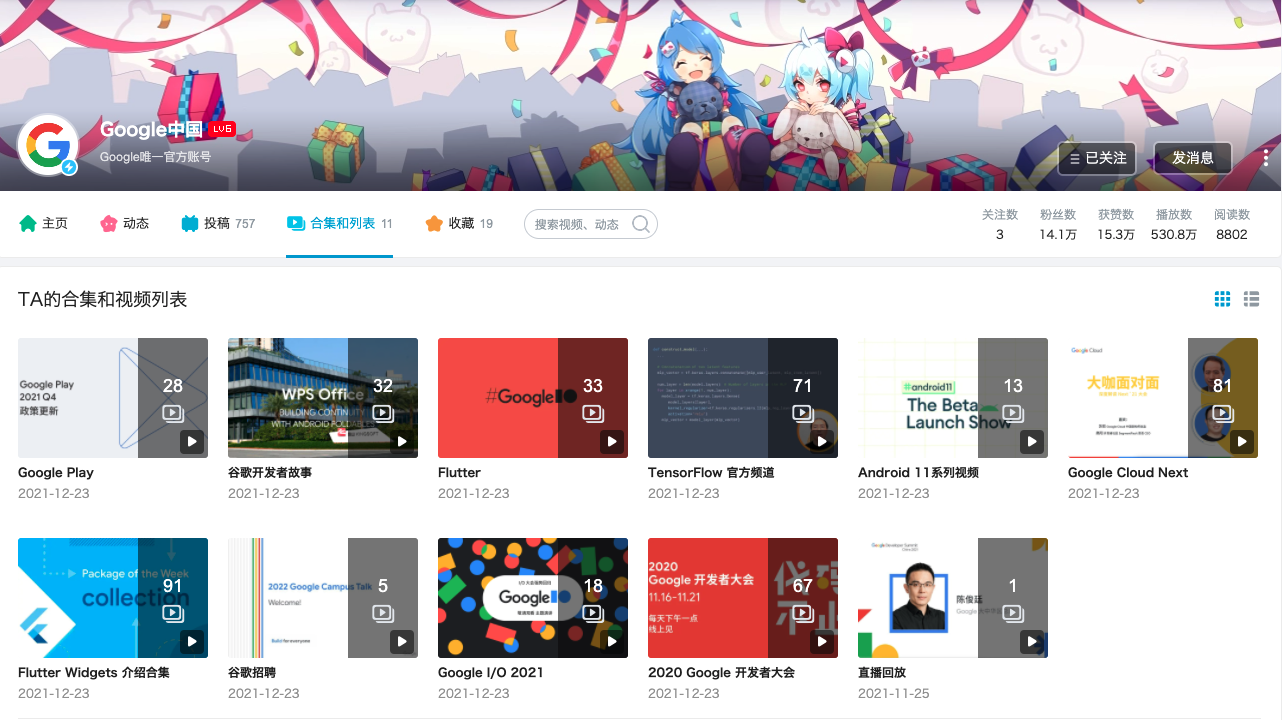 Google中国 LV6
Google唯一官方账号
已关注
发消息
主页
动态
投稿 757
合集和列表 11
收藏 19
搜索视频、动态
关注数 粉丝数 获赞数 播放数 阅读数
3 14.1万 15.3万 530.8万 8802
TA的合集和视频列表
Google Play
2021 Q4
政策更新
28
Google Play
2021-12-23
WPS Office
BUILDING CONTINUITY
WITH ANDROID FOLDABLES
32
谷歌开发者故事
2021-12-23
#GoogleIO
33
Flutter
2021-12-23
71
TensorFlow 官方频道
2021-12-23
#android11
The Beta
Launch Show
13
Android 11系列视频
2021-12-23
Google Cloud
大咖面对面
81
Google Cloud Next
2021-12-23
Package of the Week
collection
91
Flutter Widgets 介绍合集
2021-12-23
2022 Google Campus Talk
Welcome!
Build for everyone
5
谷歌招聘
2021-12-23
GoogleIO
18
Google I/O 2021
2021-12-23
2020
Google 开发者大会
11.16-11.21
每天下午一点
线上见
67
2020 Google 开发者大会
2021-12-23
Google Developer Summit
陈俊廷
1
直播回放
2021-11-25